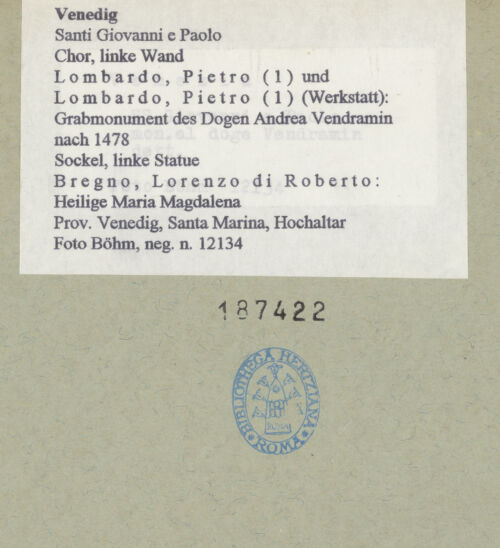 Venedig
Santi Giovanni e Paolo
Chor, linke Wand
Lombardo, Pietro (1) und
Lombardo, Pietro (1) (Werkstatt):
Grabmonument des Dogen Andrea Vendramin
nach 1478
Sockel, linke Statue
Bregno, Lorenzo di Roberto:
Heilige Maria Magdalena
Prov. Venedig, Santa Marina, Hochaltar
Foto Böhm, neg. n. 12134
187422
BIBLIOTHECA HERTZIANA
ROMA